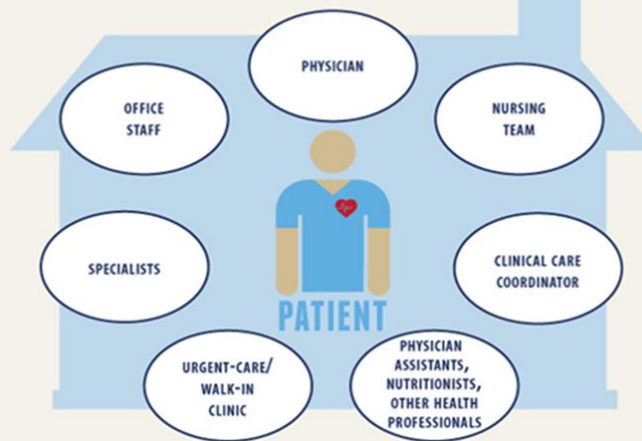 PHYSICIAN
OFFICE
STAFF
NURSING
TEAM
SPECIALISTS
CLINICAL CARE
COORDINATOR
PATIENT
URGENT-CARE/
WALK-IN
CLINIC
PHYSICIAN
ASSISTANTS,
NUTRITIONISTS,
OTHER HEALTH
PROFESSIONALS